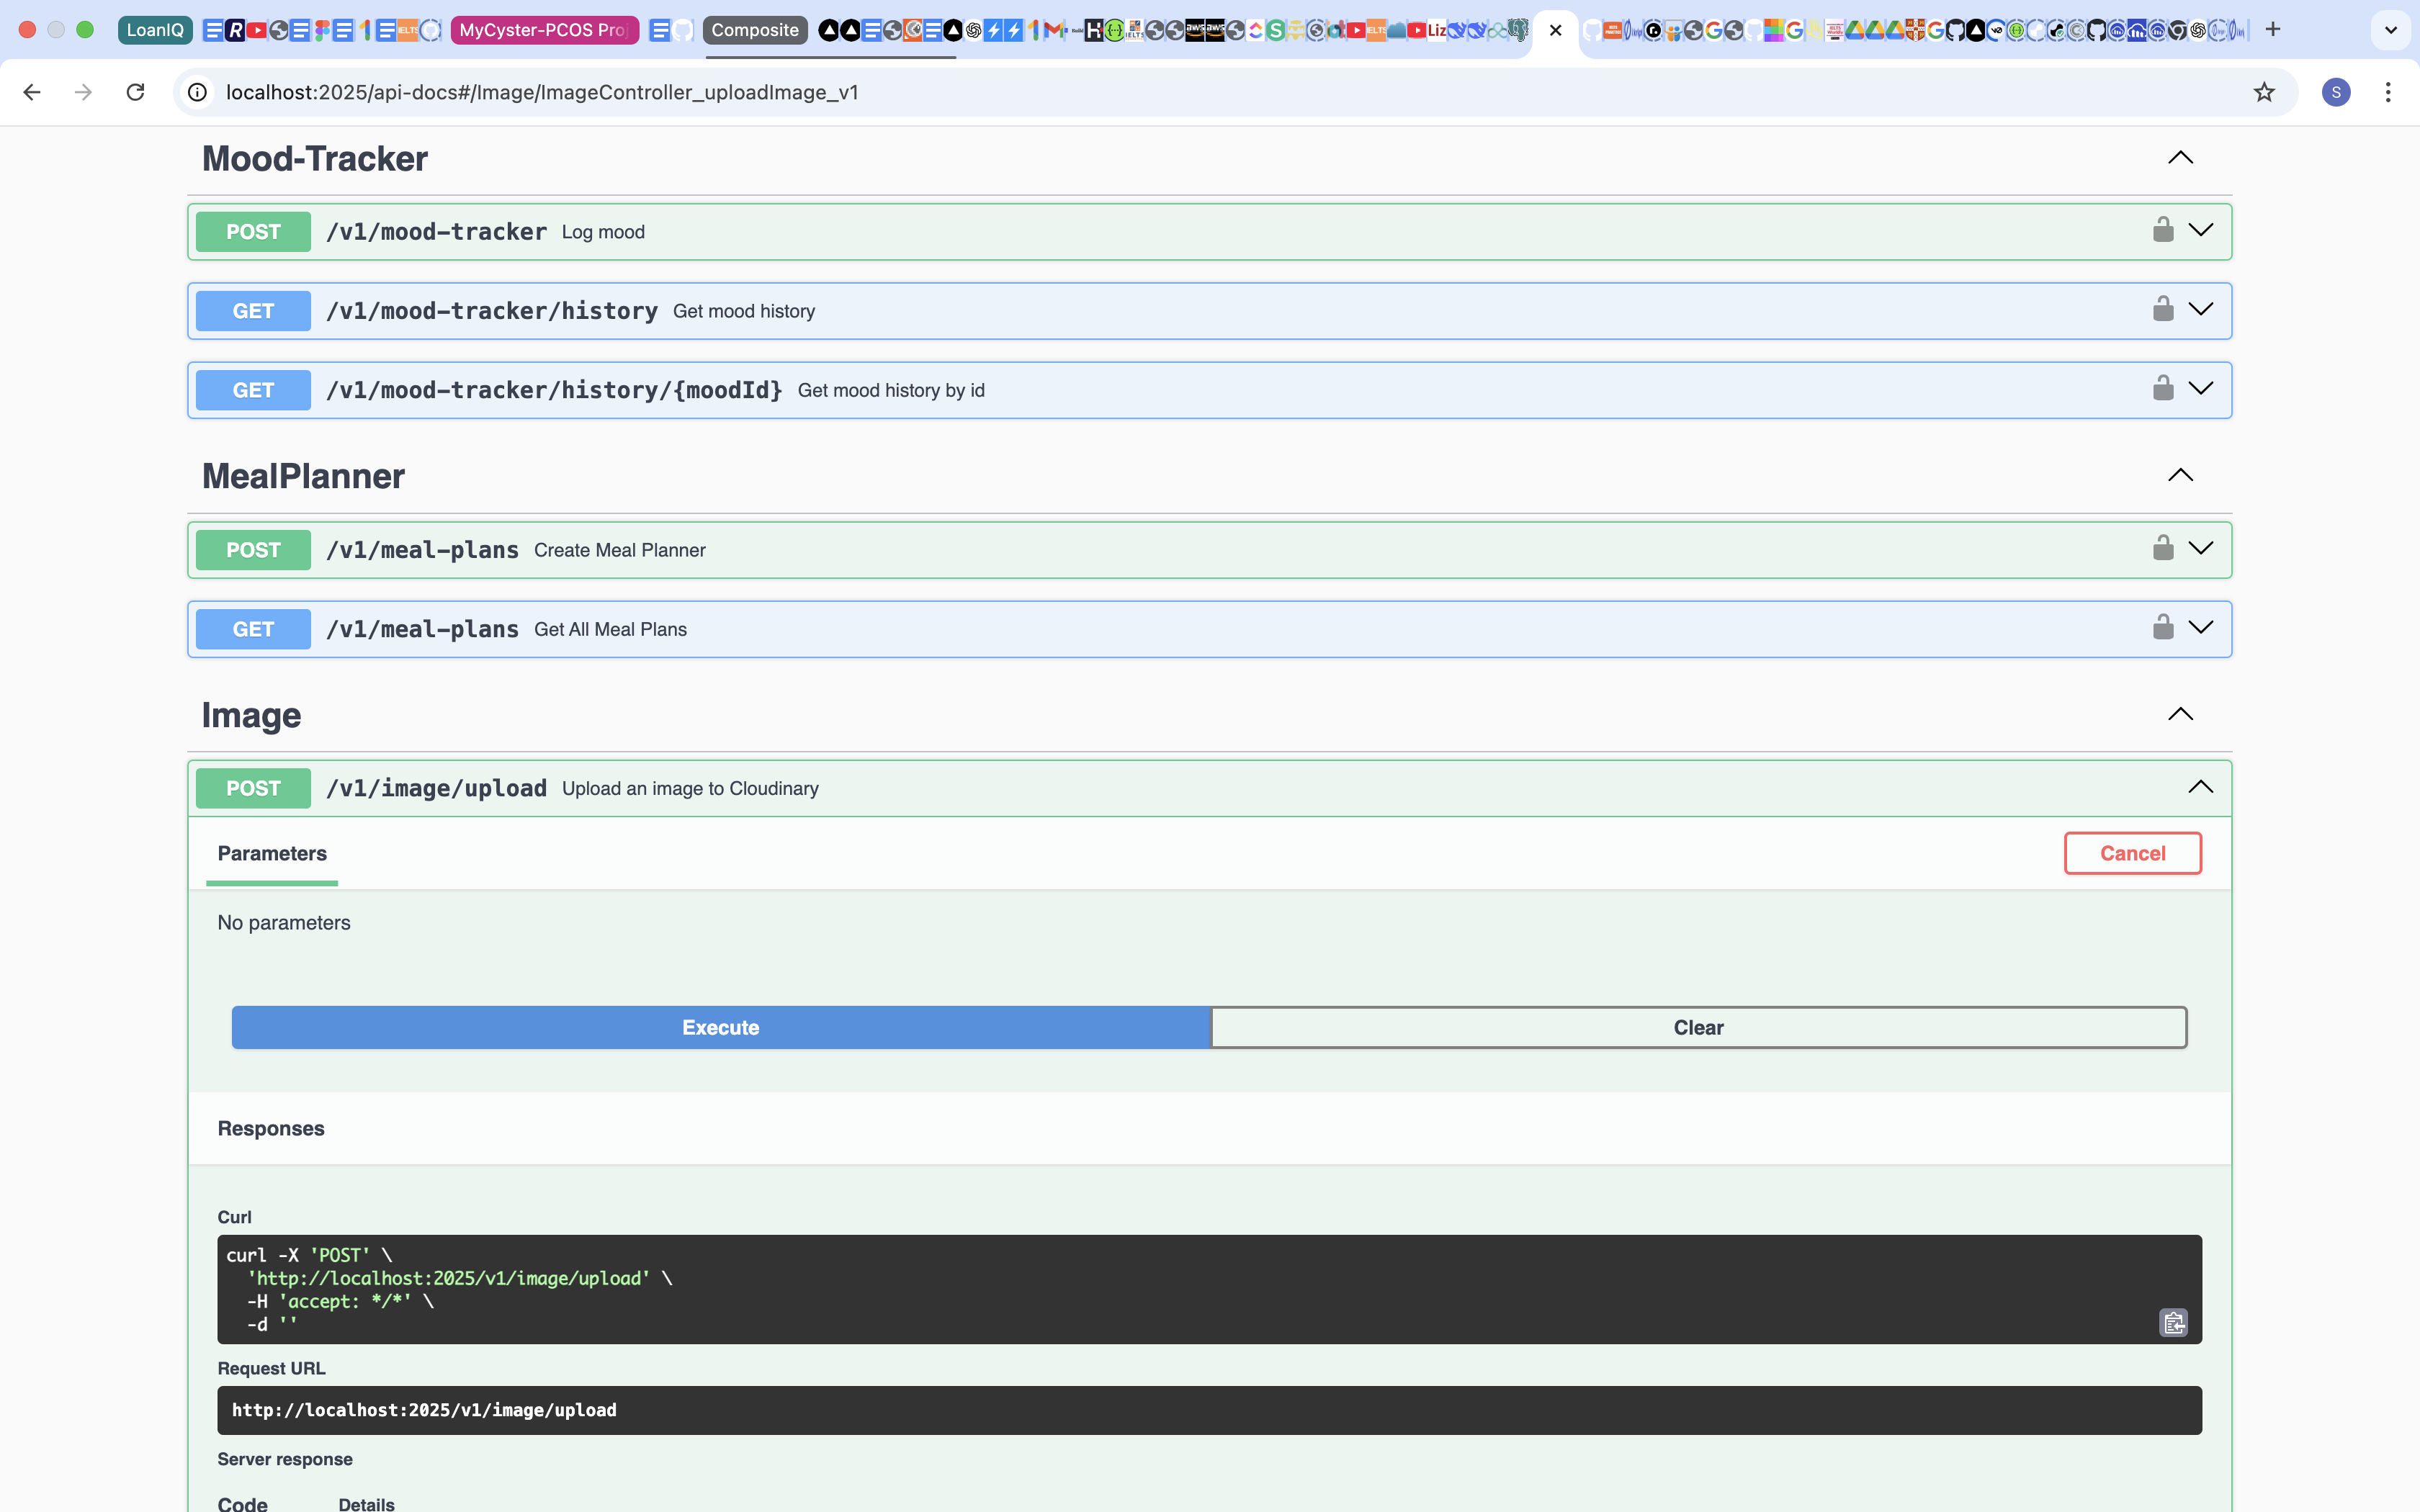 LoanIQ
MyCyster-PCOS Pro
Composite
localhost:2025/api-docs#/Image/ImageController_uploadImage_v1
S
Mood-Tracker
POST /v1/mood-tracker Log mood
GET /v1/mood-tracker/history Get mood history
GET /v1/mood-tracker/history/{moodId} Get mood history by id
MealPlanner
POST /v1/meal-plans Create Meal Planner
GET /v1/meal-plans Get All Meal Plans
Image
POST /v1/image/upload Upload an image to Cloudinary
Parameters
Cancel
No parameters
Execute
Clear
Responses
Curl
curl -X 'POST' \
'http://localhost:2025/v1/image/upload' \
-H 'accept: */*' \
-d ''
Request URL
http://localhost:2025/v1/image/upload
Server response
Code Details